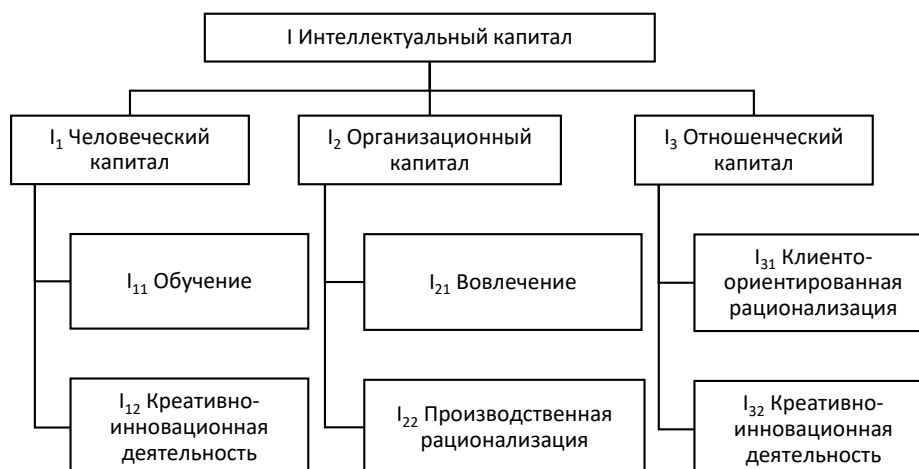 I Интеллектуальный капитал
I₁ Человеческий
капитал
I₂ Организационный
капитал
I₃ Отношенческий
капитал
I₁₁ Обучение
I₂₁ Вовлечение
I₃₁ Клиенто-
ориентированная
рационализация
I₁₂ Креативно-
инновационная
деятельность
I₂₂ Производственная
рационализация
I₃₂ Креативно-
инновационная
деятельность